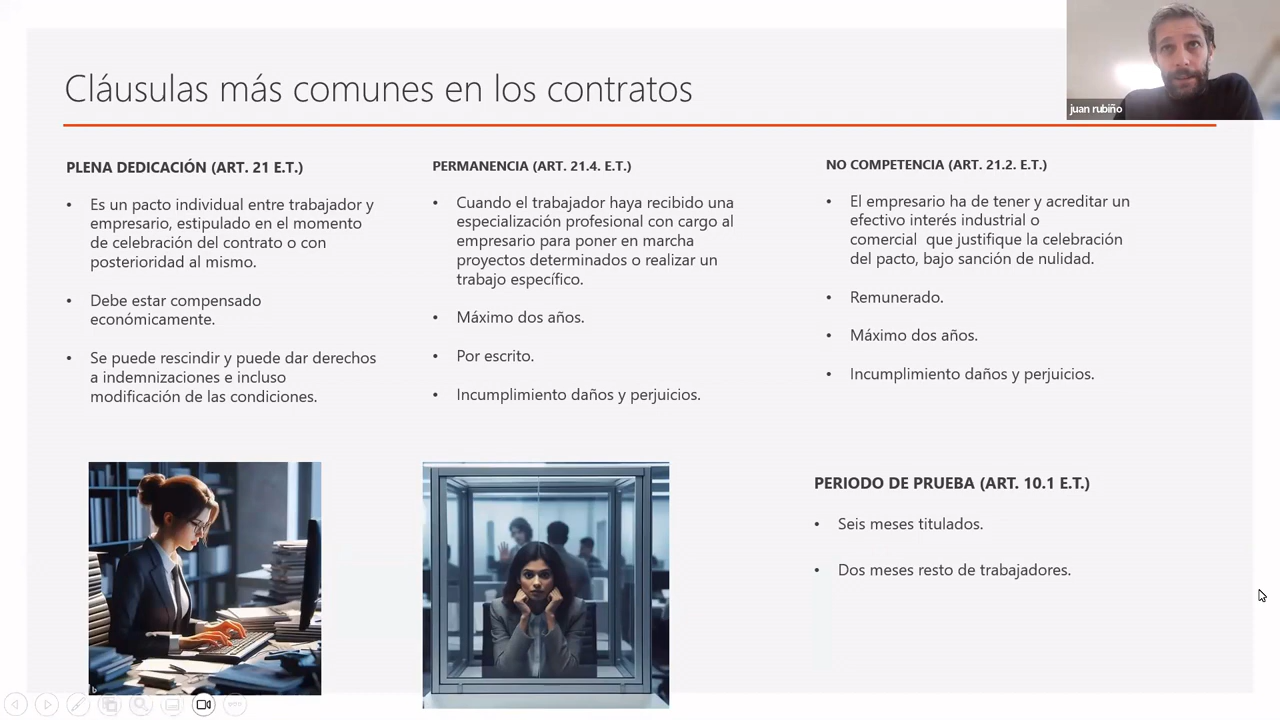 Cláusulas más comunes en los contratos
juan rubiño
PLENA DEDICACIÓN (ART. 21 E.T.)
• Es un pacto individual entre trabajador y
empresario, estipulado en el momento
de celebración del contrato o con
posterioridad al mismo.
• Debe estar compensado
económicamente.
• Se puede rescindir y puede dar derechos
a indemnizaciones e incluso
modificación de las condiciones.
PERMANENCIA (ART. 21.4. E.T.)
• Cuando el trabajador haya recibido una
especialización profesional con cargo al
empresario para poner en marcha
proyectos determinados o realizar un
trabajo específico.
• Máximo dos años.
• Por escrito.
• Incumplimiento daños y perjuicios.
NO COMPETENCIA (ART. 21.2. E.T.)
• El empresario ha de tener y acreditar un
efectivo interés industrial o
comercial que justifique la celebración
del pacto, bajo sanción de nulidad.
• Remunerado.
• Máximo dos años.
• Incumplimiento daños y perjuicios.
PERIODO DE PRUEBA (ART. 10.1 E.T.)
• Seis meses titulados.
• Dos meses resto de trabajadores.